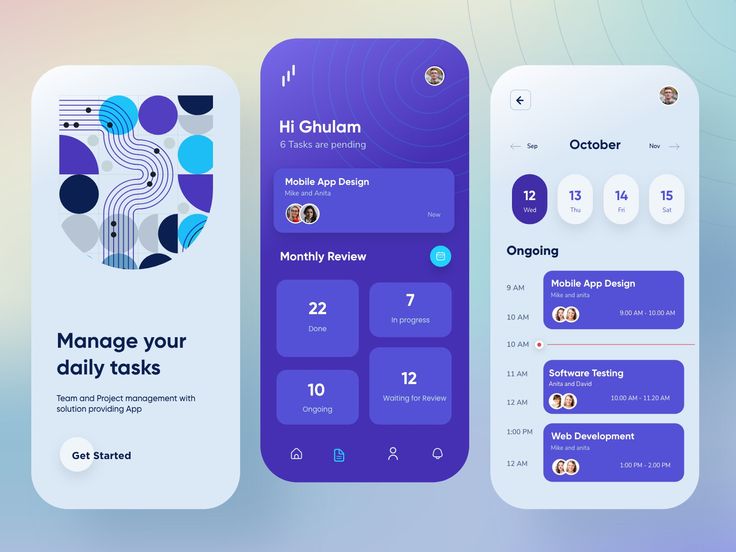 Manage your
daily tasks
Team and Project management with
solution providing App
Get Started
Hi Ghulam
6 Tasks are pending
Mobile App Design
Mike and Anita
Now
Monthly Review
22
Done
7
In progress
10
Ongoing
12
Waiting for Review
Sep
October
Nov
12
Wed
13
Thu
14
Fri
15
Sat
Ongoing
9 AM
Mobile App Design
Mike and anita
9.00 AM - 10.00 AM
10 AM
10 AM
11 AM
Software Testing
Anita and David
10.00 AM - 11.20 AM
12 AM
1:00 PM
Web Development
Mike and anita
1:00 PM - 2.00 PM
12 AM